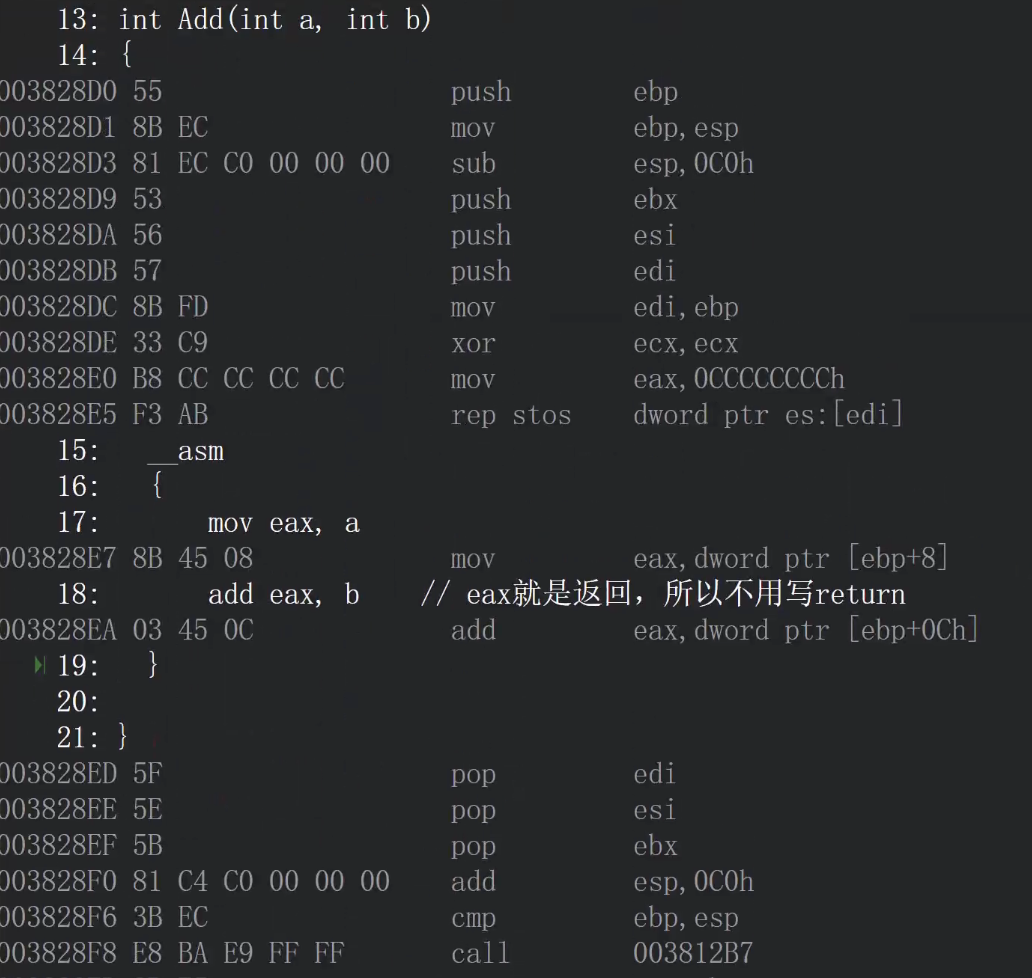 13: int Add(int a, int b)
14: {
003828D0 55 push ebp
003828D1 8B EC mov ebp,esp
003828D3 81 EC C0 00 00 00 sub esp,0C0h
003828D9 53 push ebx
003828DA 56 push esi
003828DB 57 push edi
003828DC 8B FD mov edi,ebp
003828DE 33 C9 xor ecx,ecx
003828E0 B8 CC CC CC CC mov eax,0CCCCCCCCh
003828E5 F3 AB rep stos dword ptr es:[edi]
15: __asm
16: {
17: mov eax, a
003828E7 8B 45 08 mov eax,dword ptr [ebp+8]
18: add eax, b // eax就是返回，所以不用写return
003828EA 03 45 0C add eax,dword ptr [ebp+0Ch]
19: }
20:
21: }
003828ED 5F pop edi
003828EE 5E pop esi
003828EF 5B pop ebx
003828F0 81 C4 C0 00 00 00 add esp,0C0h
003828F6 3B EC cmp ebp,esp
003828F8 E8 BA E9 FF FF call 003812B7